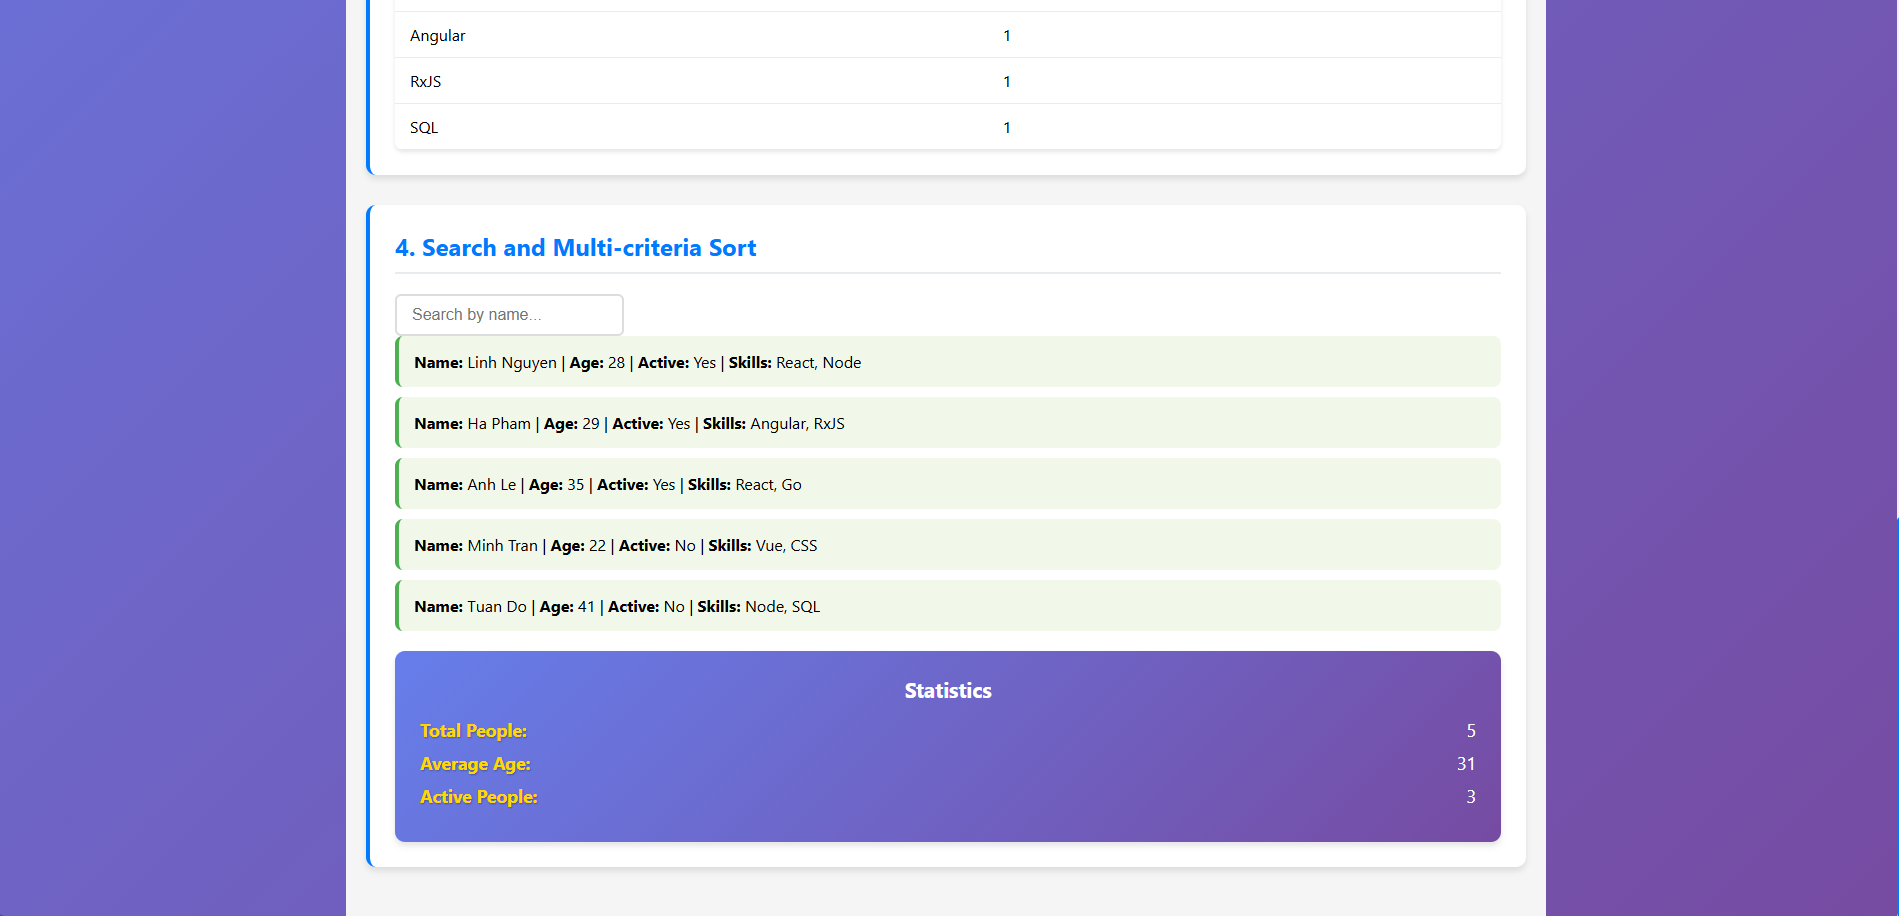 Angular 1
RxJS 1
SQL 1
4. Search and Multi-criteria Sort
Search by name...
Name: Linh Nguyen | Age: 28 | Active: Yes | Skills: React, Node
Name: Ha Pham | Age: 29 | Active: Yes | Skills: Angular, RxJS
Name: Anh Le | Age: 35 | Active: Yes | Skills: React, Go
Name: Minh Tran | Age: 22 | Active: No | Skills: Vue, CSS
Name: Tuan Do | Age: 41 | Active: No | Skills: Node, SQL
Statistics
Total People: 5
Average Age: 31
Active People: 3